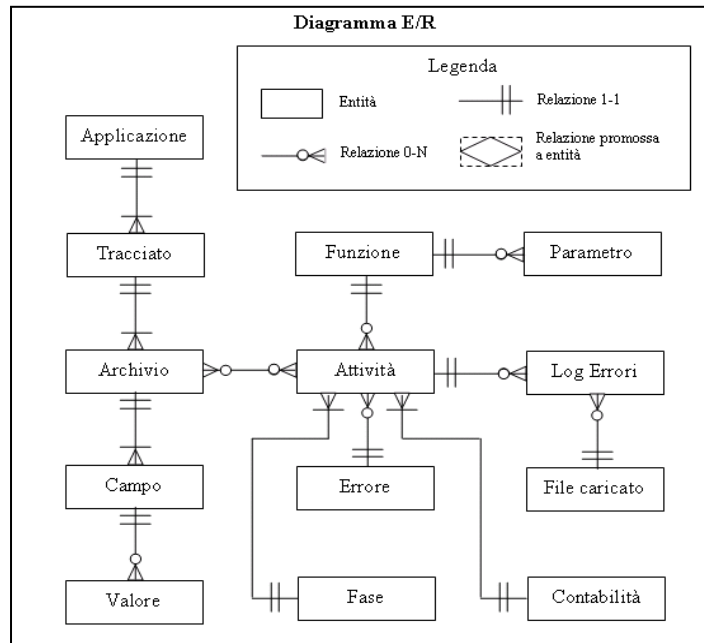 Diagramma E/R
Legenda
Entità
Relazione 1-1
Relazione 0-N
Relazione promossa
a entità
Applicazione
Tracciato
Funzione
Parametro
Archivio
Attività
Log Errori
Campo
Errore
File caricato
Valore
Fase
Contabilità